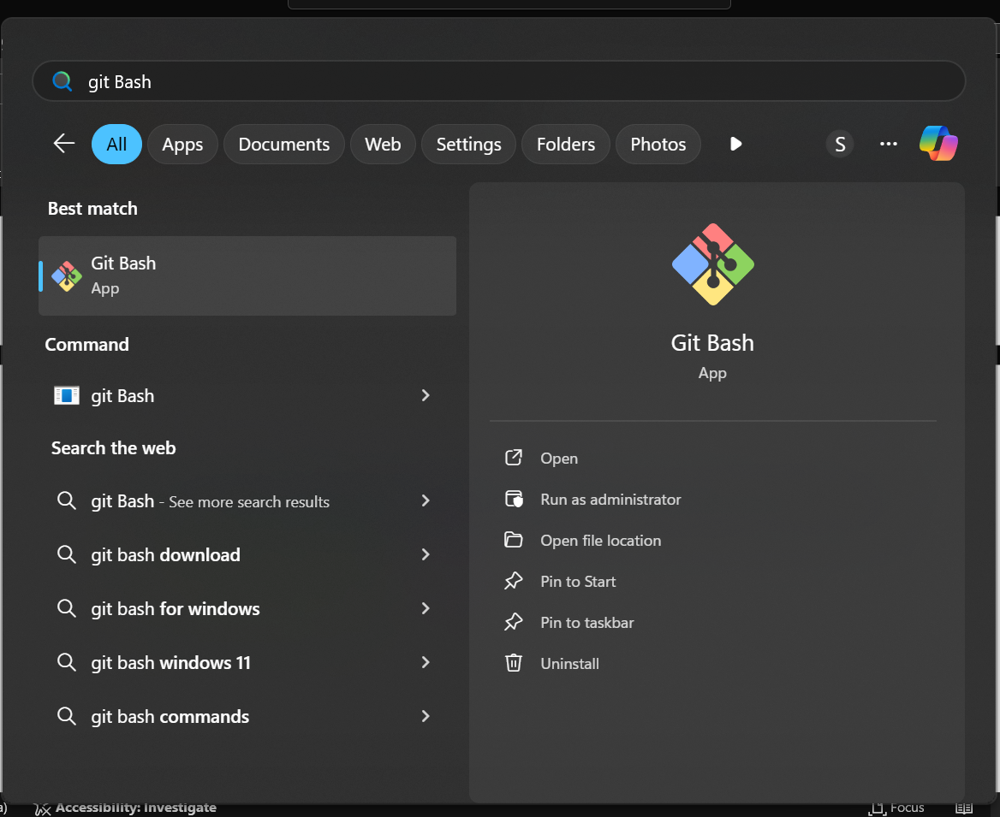 git Bash
All Apps Documents Web Settings Folders Photos S ...
Best match
Git Bash
App
Command
git Bash
Search the web
git Bash - See more search results
git bash download
git bash for windows
git bash windows 11
git bash commands
Git Bash
App
Open
Run as administrator
Open file location
Pin to Start
Pin to taskbar
Uninstall
Accessibility: Investigate
Focus